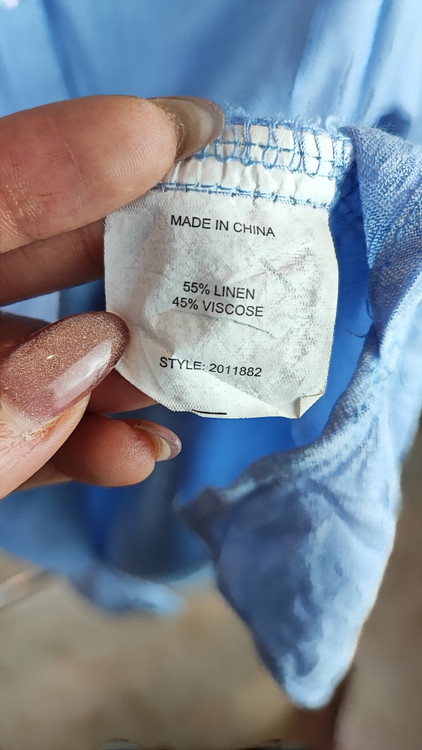 MADE IN CHINA
55% LINEN
45% VISCOSE
STYLE: 2011882